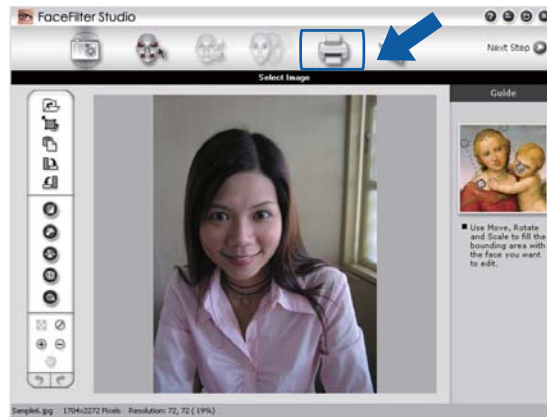 FaceFilter Studio
Next Step
Select Image
Guide
Use Move, Rotate
and Scale to fill the
bounding area with
the face you want
to edit.
Sample6.jpg 1704x2272 Pixels Resolution: 72, 72 ( 19%)